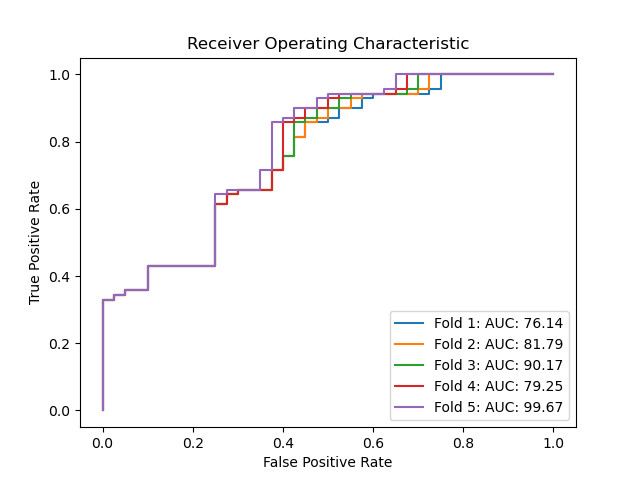 Receiver Operating Characteristic
True Positive Rate
1.0
0.8
0.6
0.4
0.2
0.0
Fold 1: AUC: 76.14
Fold 2: AUC: 81.79
Fold 3: AUC: 90.17
Fold 4: AUC: 79.25
Fold 5: AUC: 99.67
0.0 0.2 0.4 0.6 0.8 1.0
False Positive Rate